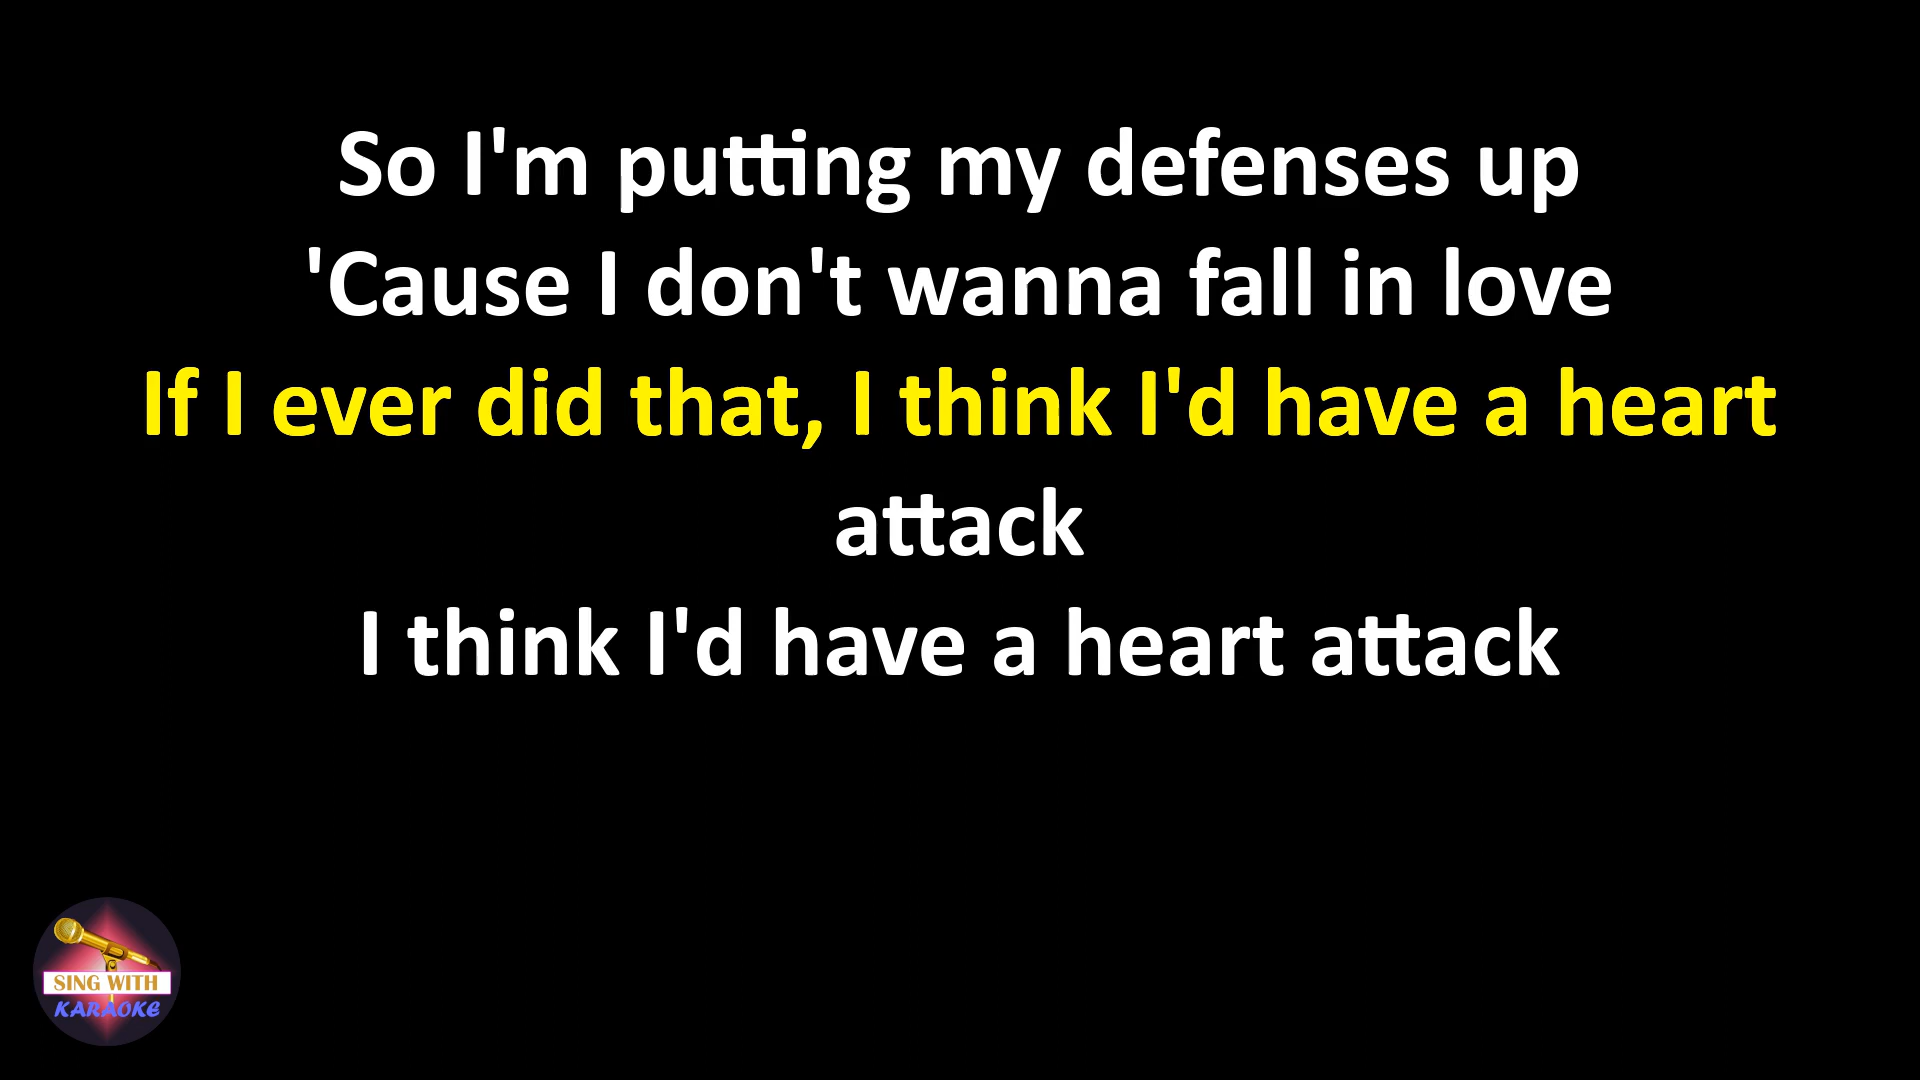 So I'm putting my defenses up
'Cause I don't wanna fall in love
If I ever did that, I think I'd have a heart
attack
I think I'd have a heart attack
SING WITH
KARAOKE